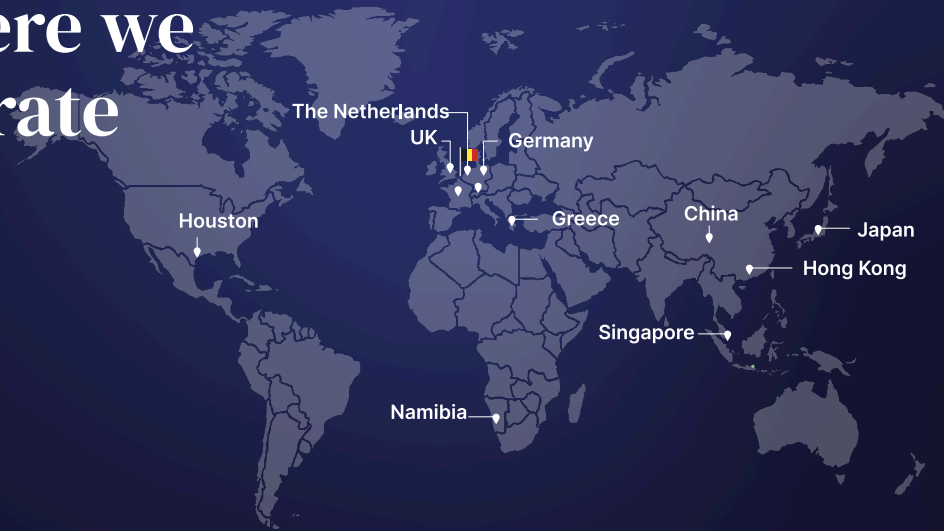 ere we
rate
The Netherlands
UK
Germany
Houston
Greece
China
Japan
Hong Kong
Singapore
Namibia